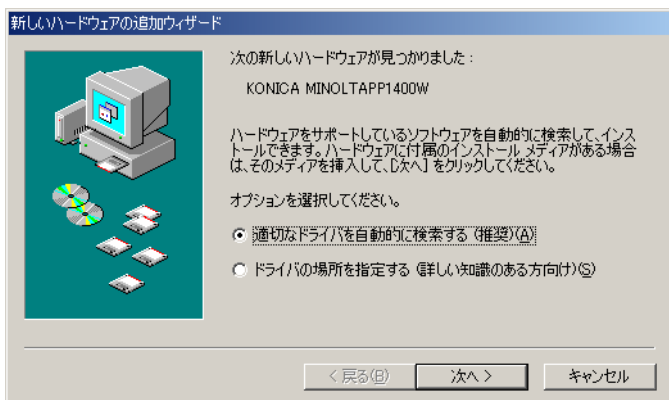 新しいハードウェアの追加ウィザード
次の新しいハードウェアが見つかりました :
KONICA MINOLTAPP1400W
ハードウェアをサポートしているソフトウェアを自動的に検索して、インス
トールできます。ハードウェアに付属のインストール メディアがある場合
は、そのメディアを挿入して、[次へ] をクリックしてください。
オプションを選択してください。
適切なドライバを自動的に検索する (推奨)(A)
ドライバの場所を指定する (詳しい知識のある方向け)(S)
< 戻る(B)
次へ >
キャンセル